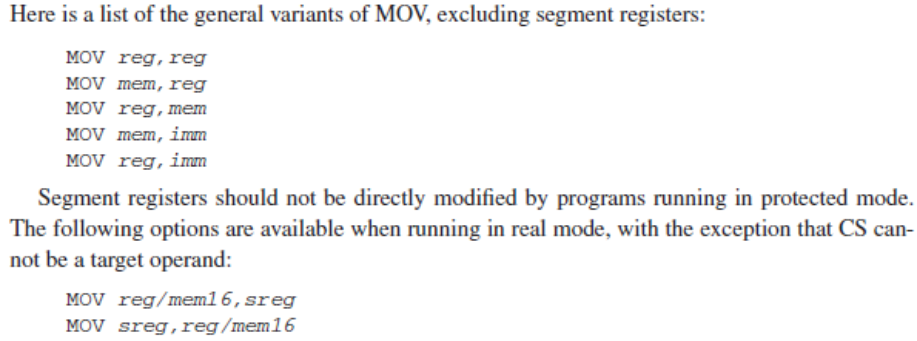 Here is a list of the general variants of MOV, excluding segment registers:
MOV reg,reg
MOV mem,reg
MOV reg,mem
MOV mem,imm
MOV reg,imm
Segment registers should not be directly modified by programs running in protected mode.
The following options are available when running in real mode, with the exception that CS can-
not be a target operand:
MOV reg/mem16,sreg
MOV sreg,reg/mem16